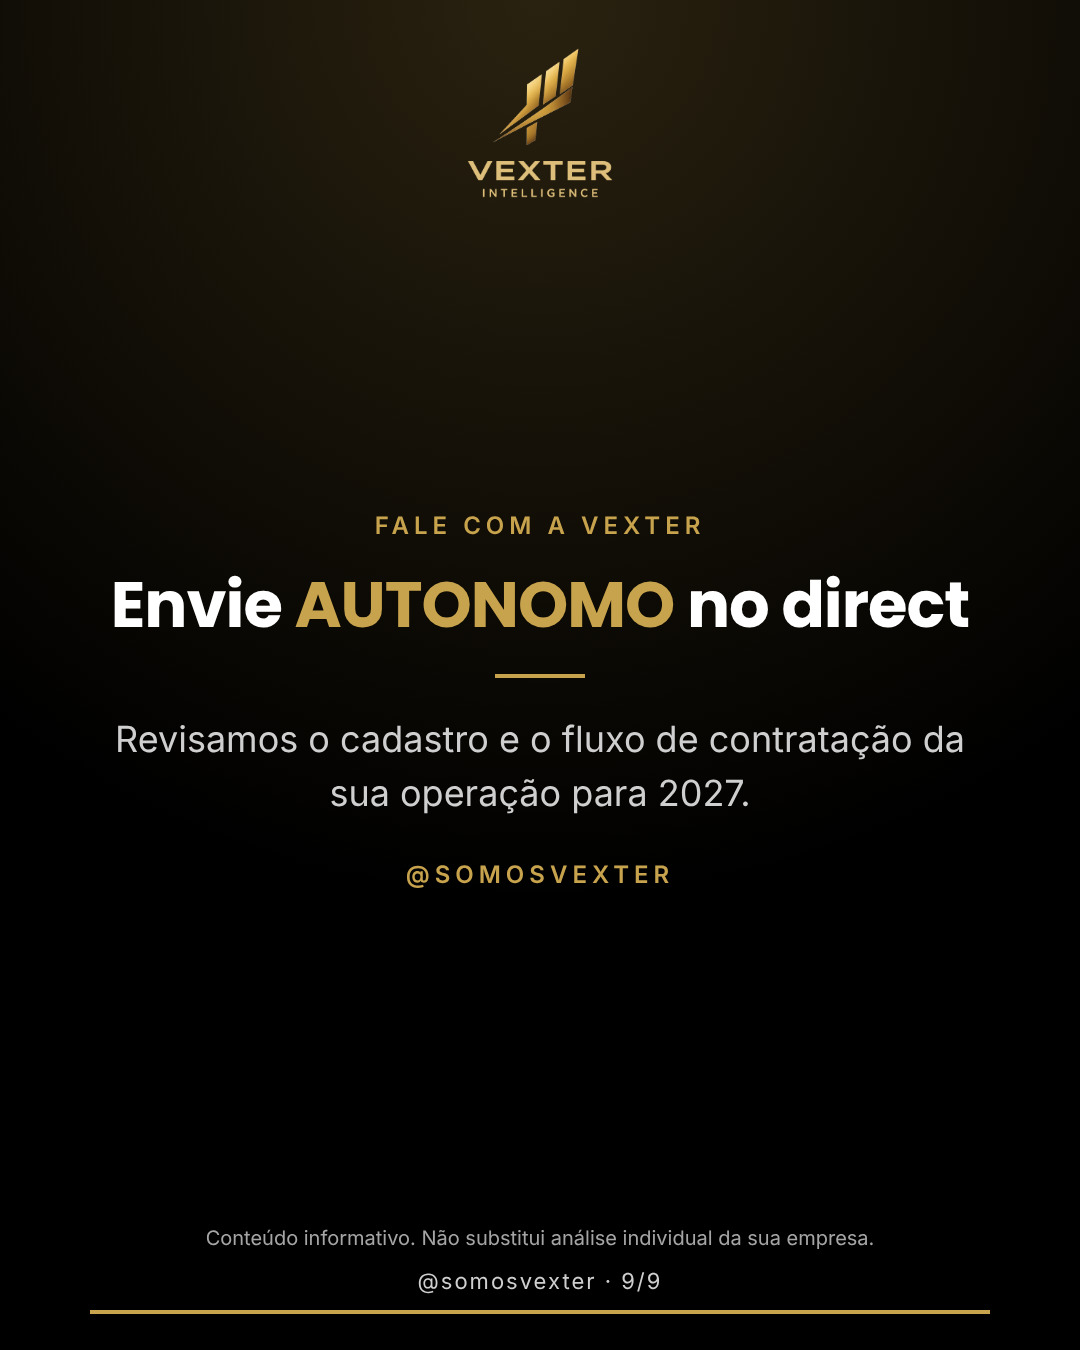 VEXTER
INTELLIGENCE
FALE COM A VEXTER
Envie AUTONOMO no direct
Revisamos o cadastro e o fluxo de contratação da
sua operação para 2027.
@SOMOSVEXTER
Conteúdo informativo. Não substitui análise individual da sua empresa.
@somosvexter · 9/9